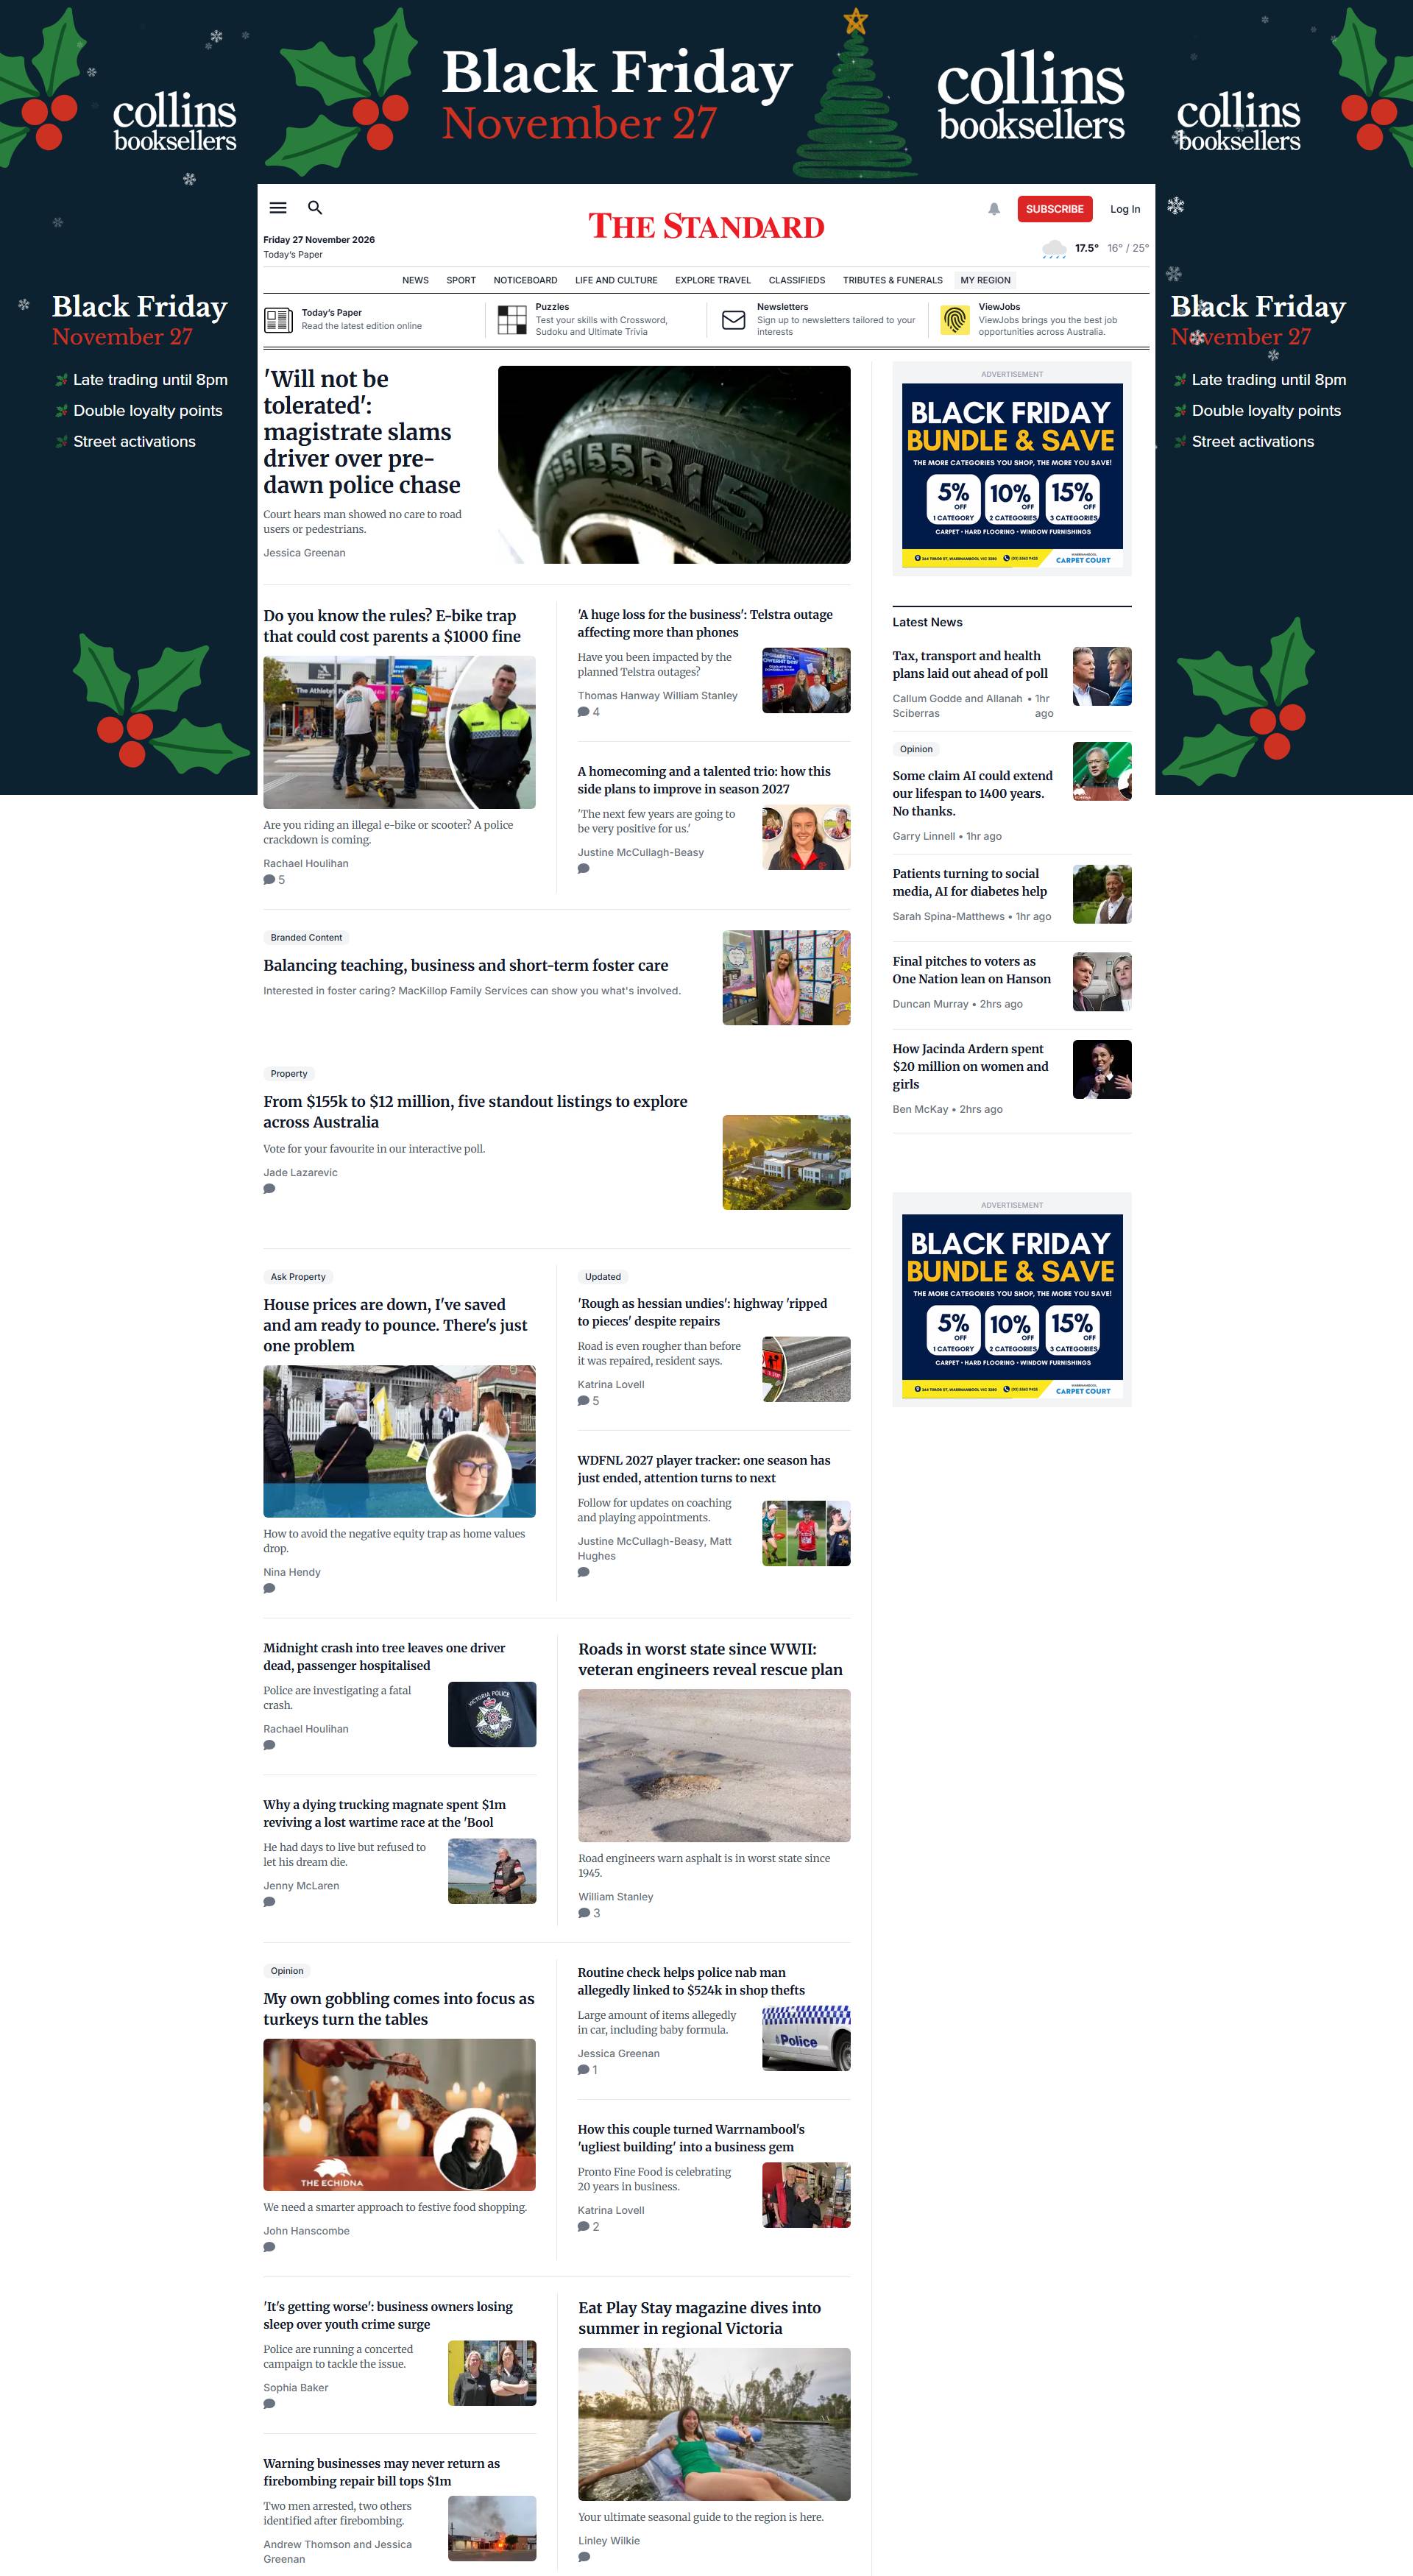 collins
booksellers
Black Friday
November 27
collins
booksellers
collins
booksellers
Black Friday
November 27
Late trading until 8pm
Double loyalty points
Street activations
Black Friday
November 27
Late trading until 8pm
Double loyalty points
Street activations
SUBSCRIBE
Log In
THE STANDARD
Friday 27 November 2026
Today's Paper
17.5° 16° / 25°
NEWS SPORT NOTICEBOARD LIFE AND CULTURE EXPLORE TRAVEL CLASSIFIEDS TRIBUTES & FUNERALS MY REGION
Today's Paper
Read the latest edition online
Puzzles
Test your skills with Crossword,
Sudoku and Ultimate Trivia
Newsletters
Sign up to newsletters tailored to your
interests
ViewJobs
ViewJobs brings you the best job
opportunities across Australia.
'Will not be
tolerated':
magistrate slams
driver over pre-
dawn police chase
Court hears man showed no care to road
users or pedestrians.
Jessica Greenan
55R15
Do you know the rules? E-bike trap
that could cost parents a $1000 fine
The Athlete's Foot
Are you riding an illegal e-bike or scooter? A police
crackdown is coming.
Rachael Houlihan
5
'A huge loss for the business': Telstra outage
affecting more than phones
Have you been impacted by the
planned Telstra outages?
Thomas Hanway William Stanley
4
A homecoming and a talented trio: how this
side plans to improve in season 2027
'The next few years are going to
be very positive for us.'
Justine McCullagh-Beasy
Branded Content
Balancing teaching, business and short-term foster care
Interested in foster caring? MacKillop Family Services can show you what's involved.
Property
From $155k to $12 million, five standout listings to explore
across Australia
Vote for your favourite in our interactive poll.
Jade Lazarevic
Ask Property
House prices are down, I've saved
and am ready to pounce. There's just
one problem
How to avoid the negative equity trap as home values
drop.
Nina Hendy
Updated
'Rough as hessian undies': highway 'ripped
to pieces' despite repairs
Road is even rougher than before
it was repaired, resident says.
Katrina Lovell
5
WDFNL 2027 player tracker: one season has
just ended, attention turns to next
Follow for updates on coaching
and playing appointments.
Justine McCullagh-Beasy, Matt
Hughes
Midnight crash into tree leaves one driver
dead, passenger hospitalised
Police are investigating a fatal
crash.
Rachael Houlihan
VICTORIA POLICE
Why a dying trucking magnate spent $1m
reviving a lost wartime race at the 'Bool
He had days to live but refused to
let his dream die.
Jenny McLaren
Roads in worst state since WWII:
veteran engineers reveal rescue plan
Road engineers warn asphalt is in worst state since
1945.
William Stanley
3
Opinion
My own gobbling comes into focus as
turkeys turn the tables
THE ECHIDNA
We need a smarter approach to festive food shopping.
John Hanscombe
Routine check helps police nab man
allegedly linked to $524k in shop thefts
Large amount of items allegedly
in car, including baby formula.
Jessica Greenan
1
Police
How this couple turned Warrnambool's
'ugliest building' into a business gem
Pronto Fine Food is celebrating
20 years in business.
Katrina Lovell
2
'It's getting worse': business owners losing
sleep over youth crime surge
Police are running a concerted
campaign to tackle the issue.
Sophia Baker
Warning businesses may never return as
firebombing repair bill tops $1m
Two men arrested, two others
identified after firebombing.
Andrew Thomson and Jessica
Greenan
Eat Play Stay magazine dives into
summer in regional Victoria
Your ultimate seasonal guide to the region is here.
Linley Wilkie
ADVERTISEMENT
BLACK FRIDAY
BUNDLE & SAVE
THE MORE CATEGORIES YOU SHOP, THE MORE YOU SAVE!
5% OFF 10% OFF 15% OFF
1 CATEGORY 2 CATEGORIES 3 CATEGORIES
CARPET • HARD FLOORING • WINDOW FURNISHINGS
WARRNAMBOOL
CARPET COURT
Latest News
Tax, transport and health
plans laid out ahead of poll
Callum Godde and Allanah Sciberras • 1hr ago
Opinion
Some claim AI could extend
our lifespan to 1400 years.
No thanks.
Garry Linnell • 1hr ago
Patients turning to social
media, AI for diabetes help
Sarah Spina-Matthews • 1hr ago
Final pitches to voters as
One Nation lean on Hanson
Duncan Murray • 2hrs ago
How Jacinda Ardern spent
$20 million on women and
girls
Ben McKay • 2hrs ago
ADVERTISEMENT
BLACK FRIDAY
BUNDLE & SAVE
THE MORE CATEGORIES YOU SHOP, THE MORE YOU SAVE!
5% OFF 10% OFF 15% OFF
1 CATEGORY 2 CATEGORIES 3 CATEGORIES
CARPET • HARD FLOORING • WINDOW FURNISHINGS
WARRNAMBOOL
CARPET COURT